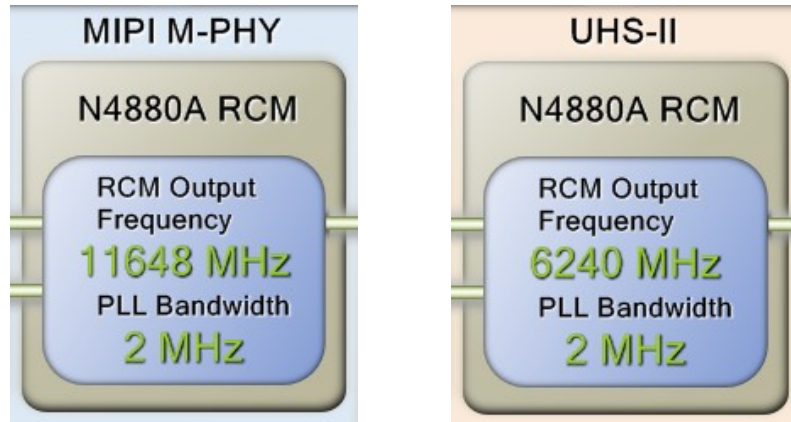 MIPI M-PHY
N4880A RCM
RCM Output
Frequency
11648 MHz
PLL Bandwidth
2 MHz
UHS-II
N4880A RCM
RCM Output
Frequency
6240 MHz
PLL Bandwidth
2 MHz